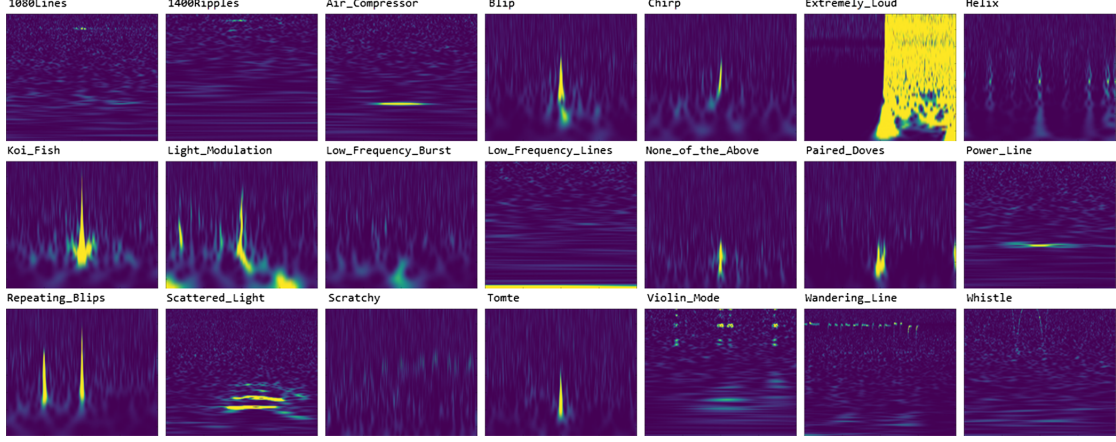 1080Lines 1400Ripples Air_Compressor Blip Chirp Extremely_Loud Helix
Koi_Fish Light_Modulation Low_Frequency_Burst Low_Frequency_Lines None_of_the_Above Paired_Doves Power_Line
Repeating_Blips Scattered_Light Scratchy Tomte Violin_Mode Wandering_Line Whistle